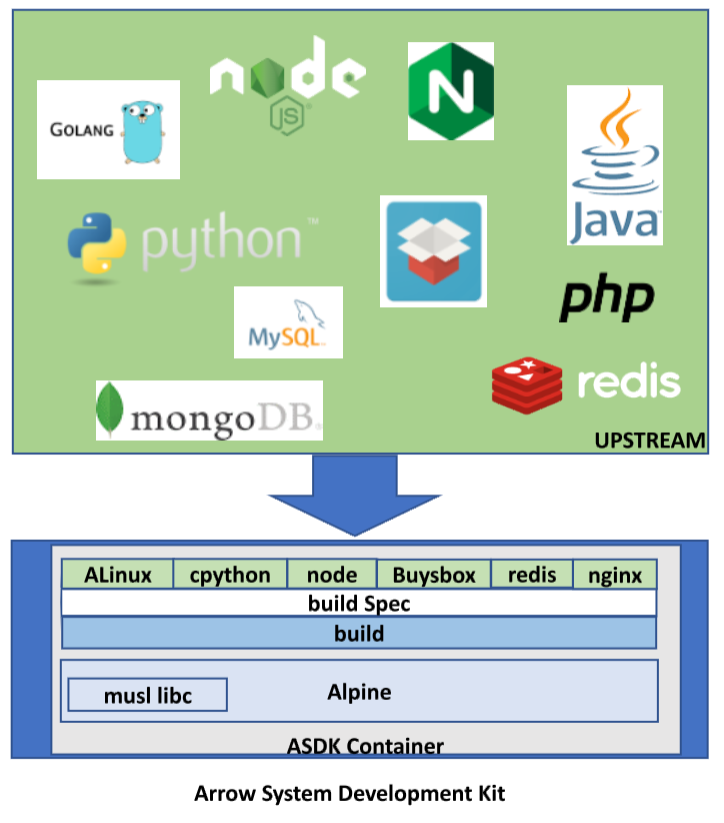 node
JS
GOLANG
N
Java
python™
php
MySQL™
redis
mongoDB®
UPSTREAM
ALinux cpython node Buysbox redis nginx
build Spec
build
musl libc Alpine
ASDK Container
Arrow System Development Kit